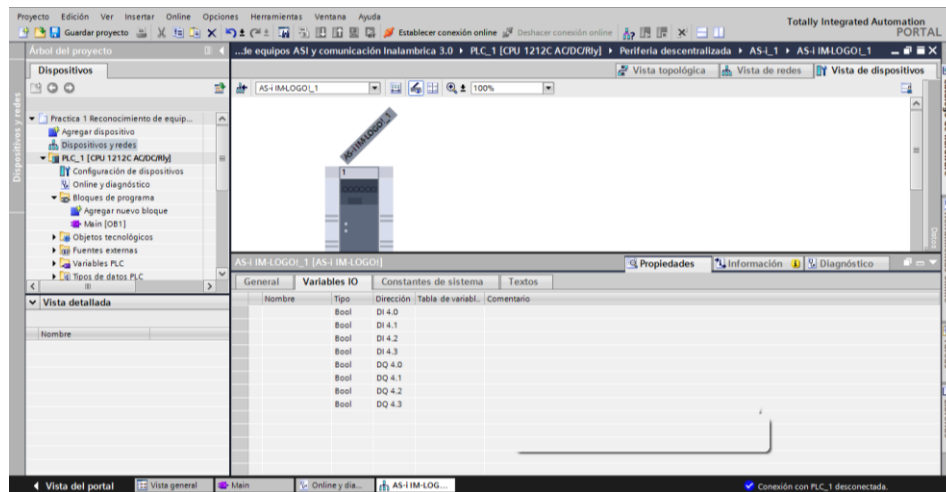 Proyecto Edición Ver Insertar Online Opciones Herramientas Ventana Ayuda
Totally Integrated Automation
PORTAL
Guardar proyecto
Establecer conexión online
Deshacer conexión online
Árbol del proyecto
...de equipos ASI y comunicación Inalambrica 3.0 PLC_1 [CPU 1212C AC/DC/Rly] Periferia descentralizada AS-i_1 AS-i IM-LOGO!_1
Dispositivos
Vista topológica
Vista de redes
Vista de dispositivos
AS-i IM-LOGO!_1
100%
Dispositivos y redes
Practica 1 Reconocimiento de equip...
Agregar dispositivo
Dispositivos y redes
PLC_1 [CPU 1212C AC/DC/Rly]
Configuración de dispositivos
Online y diagnóstico
Bloques de programa
Agregar nuevo bloque
Main [OB1]
Objetos tecnológicos
Fuentes externas
Variables PLC
Tipos de datos PLC
AS-i IM-LOGO!_1
1
Datos
AS-i IM-LOGO!_1 [AS-i IM-LOGO!]
Propiedades
Información
Diagnóstico
General
Variables IO
Constantes de sistema
Textos
Vista detallada
Nombre
Nombre Tipo Dirección Tabla de variabl.. Comentario
Bool DI 4.0
Bool DI 4.1
Bool DI 4.2
Bool DI 4.3
Bool DQ 4.0
Bool DQ 4.1
Bool DQ 4.2
Bool DQ 4.3
Vista del portal
Vista general
Main
Online y dia...
AS-i IM-LOG...
Conexión con PLC_1 desconectada.